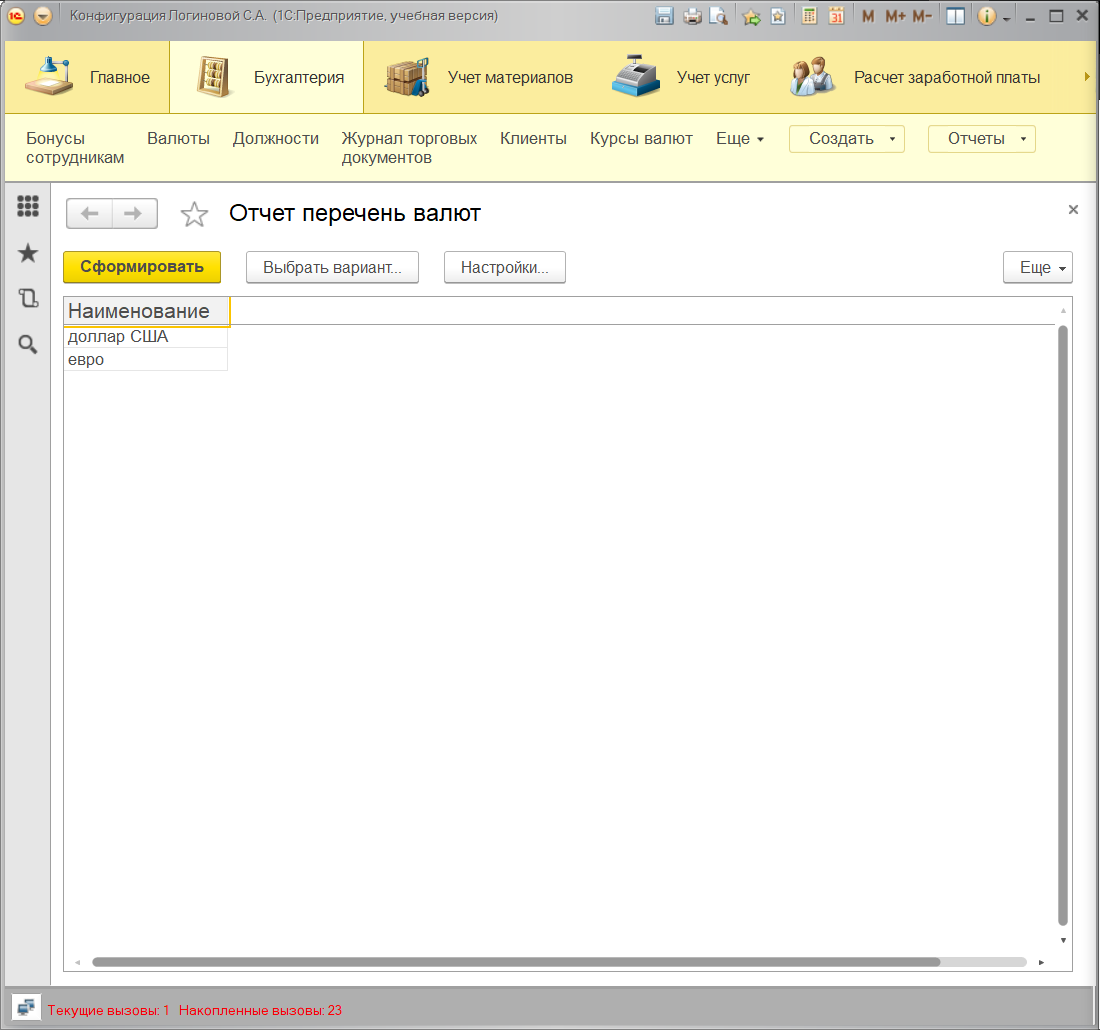 Конфигурация Логиновой С.А. (1С:Предприятие, учебная версия)
31 M M+ M-
Главное Бухгалтерия Учет материалов Учет услуг Расчет заработной платы
Бонусы сотрудникам Валюты Должности Журнал торговых документов Клиенты Курсы валют Еще Создать Отчеты
Отчет перечень валют
Сформировать Выбрать вариант... Настройки... Еще
Наименование
доллар США
евро
Текущие вызовы: 1 Накопленные вызовы: 23